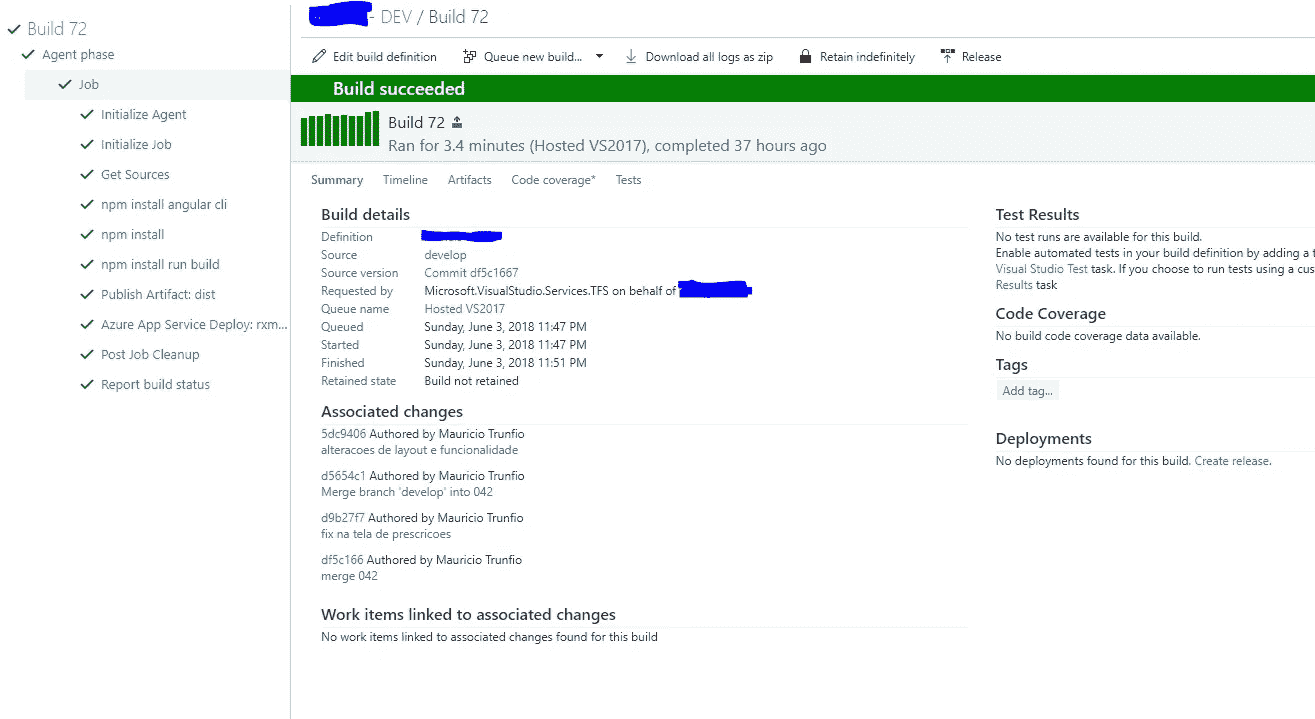 Build 72
Agent phase
Job
Initialize Agent
Initialize Job
Get Sources
npm install angular cli
npm install
npm install run build
Publish Artifact: dist
Azure App Service Deploy: rxm...
Post Job Cleanup
Report build status
- DEV / Build 72
Edit build definition Queue new build... Download all logs as zip Retain indefinitely Release
Build succeeded
Build 72
Ran for 3.4 minutes (Hosted VS2017), completed 37 hours ago
Summary Timeline Artifacts Code coverage* Tests
Build details
Definition
Source develop
Source version Commit df5c1667
Requested by Microsoft.VisualStudio.Services.TFS on behalf of
Queue name Hosted VS2017
Queued Sunday, June 3, 2018 11:47 PM
Started Sunday, June 3, 2018 11:47 PM
Finished Sunday, June 3, 2018 11:51 PM
Retained state Build not retained
Associated changes
5dc9406 Authored by Mauricio Trunfio
alteracoes de layout e funcionalidade
d5654c1 Authored by Mauricio Trunfio
Merge branch 'develop' into 042
d9b27f7 Authored by Mauricio Trunfio
fix na tela de prescricoes
df5c166 Authored by Mauricio Trunfio
merge 042
Work items linked to associated changes
No work items linked to associated changes found for this build
Test Results
No test runs are available for this build.
Enable automated tests in your build definition by adding a t
Visual Studio Test task. If you choose to run tests using a cus
Results task
Code Coverage
No build code coverage data available.
Tags
Add tag...
Deployments
No deployments found for this build. Create release.